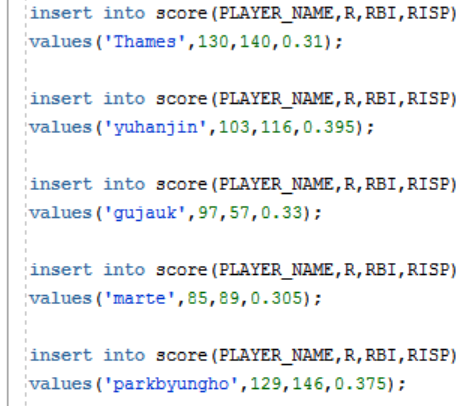 insert into score(PLAYER_NAME,R,RBI,RISP)
values('Thames',130,140,0.31);
insert into score(PLAYER_NAME,R,RBI,RISP)
values('yuhanjin',103,116,0.395);
insert into score(PLAYER_NAME,R,RBI,RISP)
values('gujauk',97,57,0.33);
insert into score(PLAYER_NAME,R,RBI,RISP)
values('marte',85,89,0.305);
insert into score(PLAYER_NAME,R,RBI,RISP)
values('parkbyungho',129,146,0.375);